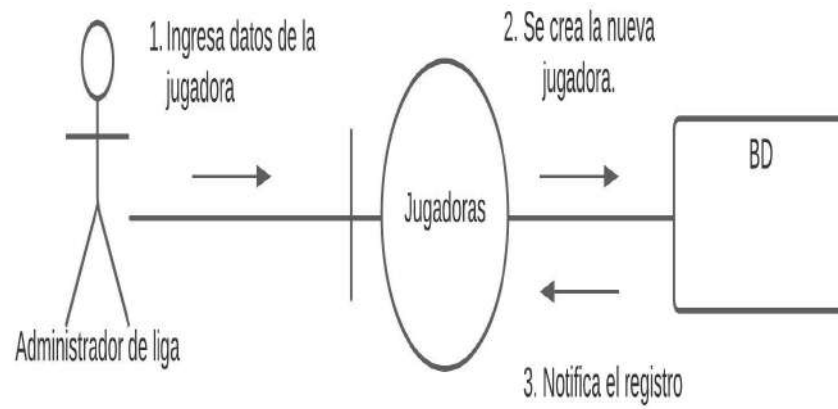 1. Ingresa datos de la
jugadora
2. Se crea la nueva
jugadora.
BD
Jugadoras
Administrador de liga
3. Notifica el registro